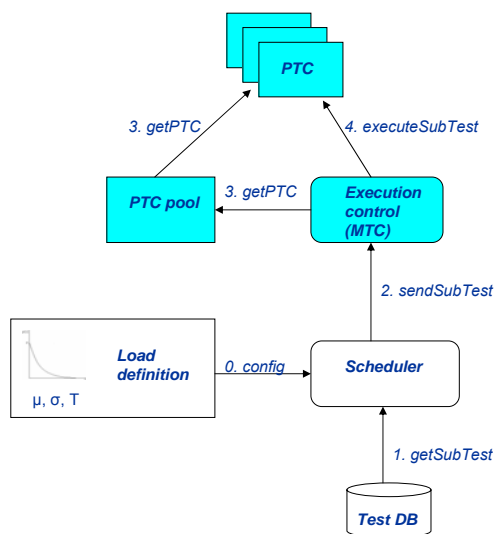 PTC
3. getPTC
4. executeSubTest
PTC pool
3. getPTC
Execution
control
(MTC)
2. sendSubTest
Load
definition
μ, σ, T
0. config
Scheduler
1. getSubTest
Test DB